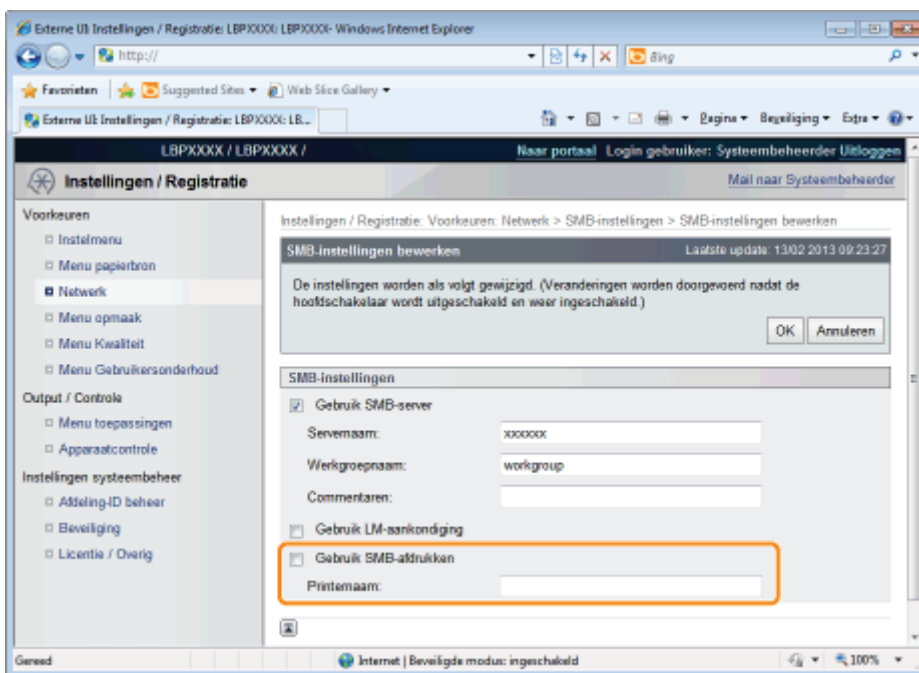 Externe UI: Instellingen / Registratie: LBPXXXX: LBPXXXX- Windows Internet Explorer
http://
Bing
Favorieten Suggested Sites Web Slice Gallery
Externe UI: Instellingen / Registratie: LBPXXXX: LB... Pagina Beveiliging Extra
LBPXXXX / LBPXXXX / Naar portaal Login gebruiker: Systeembeheerder Uitloggen
Instellingen / Registratie Mail naar Systeembeheerder
Voorkeuren
Instelmenu
Menu papierbron
Netwerk
Menu opmaak
Menu Kwaliteit
Menu Gebruikersonderhoud
Output / Controle
Menu toepassingen
Apparaatcontrole
Instellingen systeembeheer
Afdeling-ID beheer
Beveiliging
Licentie / Overig
Instellingen / Registratie: Voorkeuren: Netwerk > SMB-instellingen > SMB-instellingen bewerken
SMB-instellingen bewerken Laatste update: 13/02 2013 09:23:27
De instellingen worden als volgt gewijzigd. (Veranderingen worden doorgevoerd nadat de
hoofdschakelaar wordt uitgeschakeld en weer ingeschakeld.)
OK Annuleren
SMB-instellingen
Gebruik SMB-server
Servernaam: xxxxxxx
Werkgroepnaam: workgroup
Commentaren:
Gebruik LM-aankondiging
Gebruik SMB-afdrukken
Printernaam:
Gereed Internet | Beveiligde modus: ingeschakeld 100%